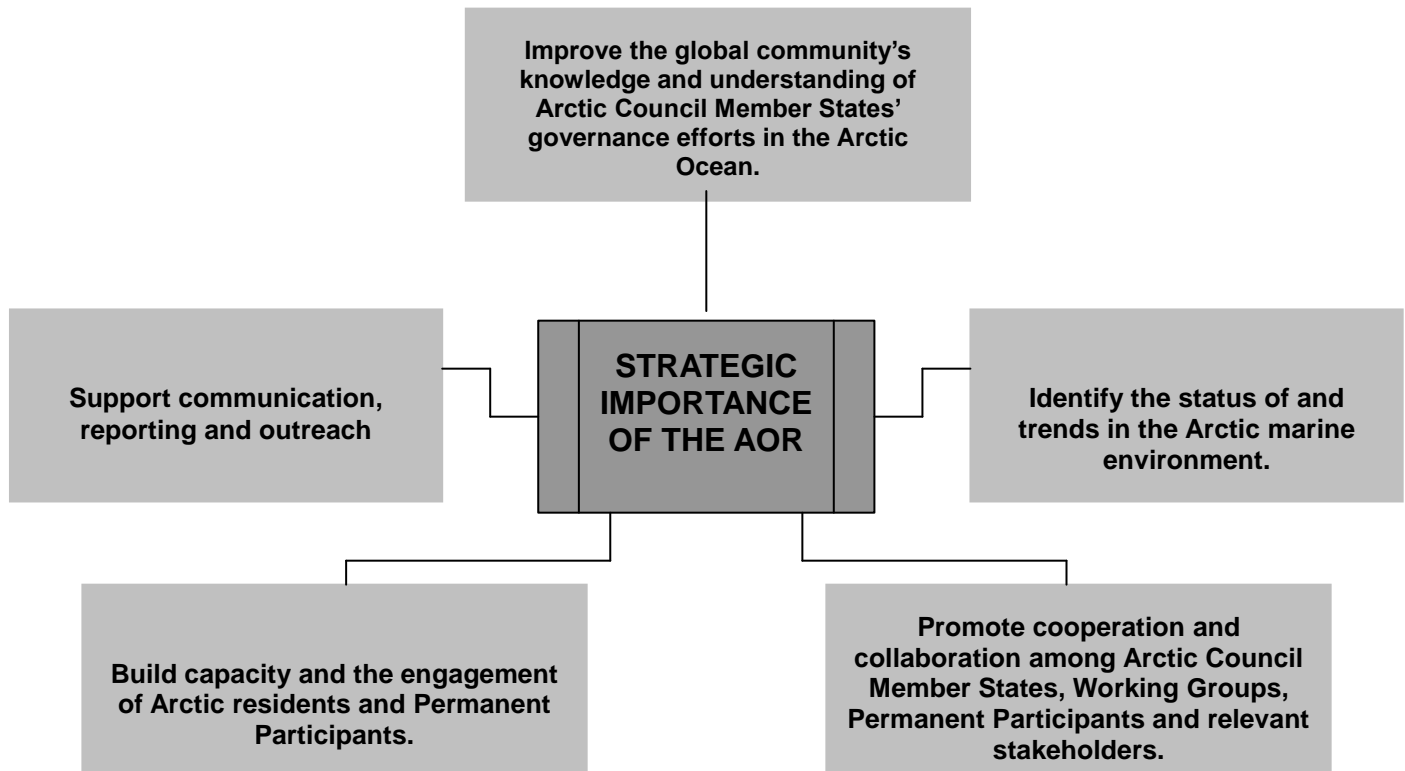 Improve the global community’s
knowledge and understanding of
Arctic Council Member States’
governance efforts in the Arctic
Ocean.
Support communication,
reporting and outreach
STRATEGIC
IMPORTANCE
OF THE AOR
Identify the status of and
trends in the Arctic marine
environment.
Build capacity and the engagement
of Arctic residents and Permanent
Participants.
Promote cooperation and
collaboration among Arctic Council
Member States, Working Groups,
Permanent Participants and relevant
stakeholders.